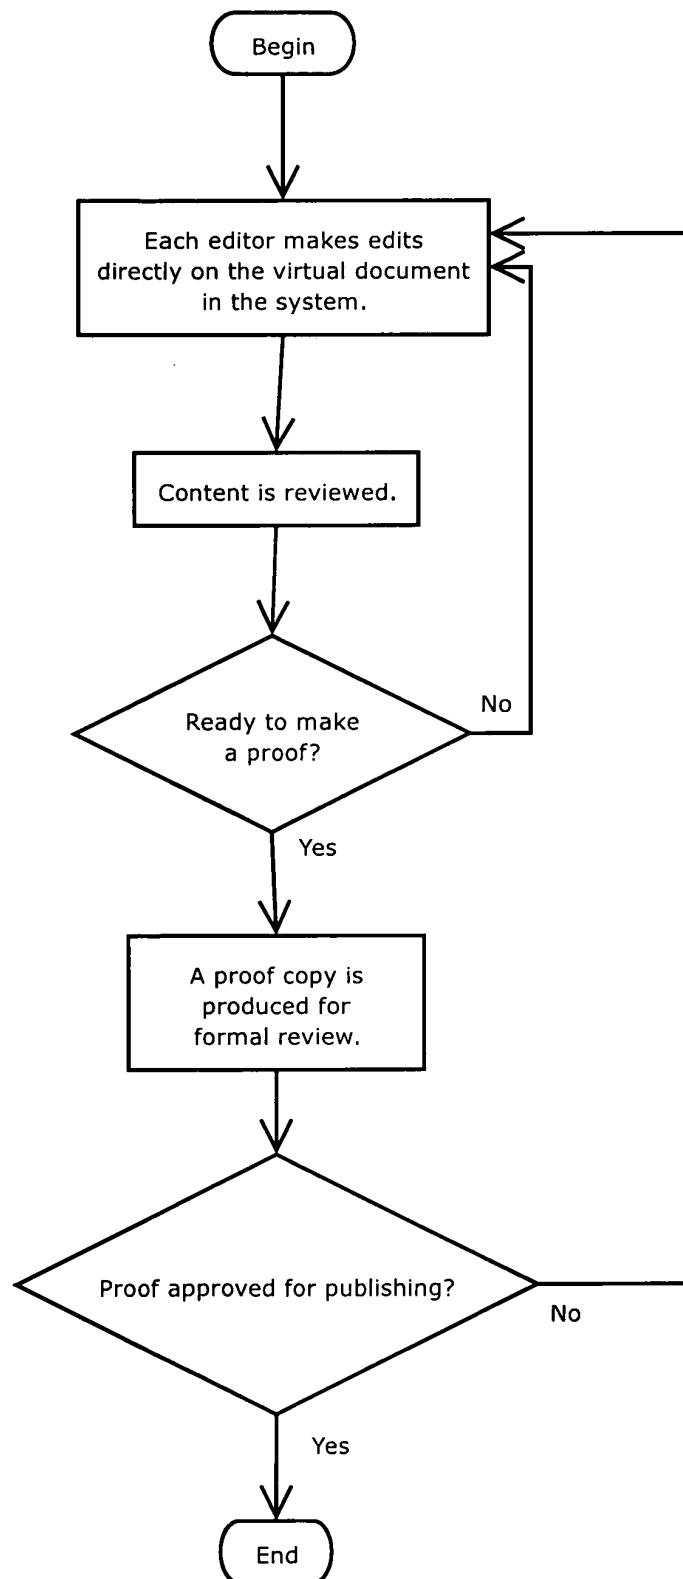 Begin
Each editor makes edits
directly on the virtual document
in the system.
Content is reviewed.
Ready to make
a proof?
No
Yes
A proof copy is
produced for
formal review.
Proof approved for publishing?
No
Yes
End